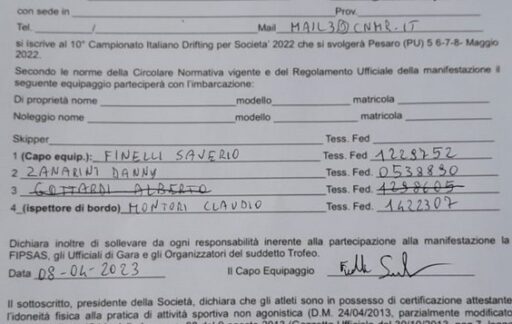 con sede in Prov.
Tel. / Mail MAIL3@CNMR.IT
si iscrive al 10° Campionato Italiano Drifting per Societa' 2022 che si svolgerà Pesaro (PU) 5 6-7-8- Maggio
2022.
Secondo le norme della Circolare Normativa vigente e del Regolamento Ufficiale della manifestazione il
seguente equipaggio parteciperà con l'imbarcazione:
Di proprietà nome modello matricola
Noleggio nome modello matricola
Skipper Tess. Fed
1 (Capo equip.): FINELLI SAVERIO Tess. Fed 1228752
2 ZANARINI DANNY Tess. Fed. 0538890
3 GOTTARDI ALBERTO Tess. Fed. 4298605
4 (ispettore di bordo) MONTORI CLAUDIO Tess. Fed. 1422307
Dichiara inoltre di sollevare da ogni responsabilità inerente alla partecipazione alla manifestazione la
FIPSAS, gli Ufficiali di Gara e gli Organizzatori del suddetto Trofeo.
Data 08-04-2023 Il Capo Equipaggio
Il sottoscritto, presidente della Società, dichiara che gli atleti sono in possesso di certificazione attestante
l'idoneità fisica alla pratica di attività sportiva non agonistica (D.M. 24/04/2013, parzialmente modificato